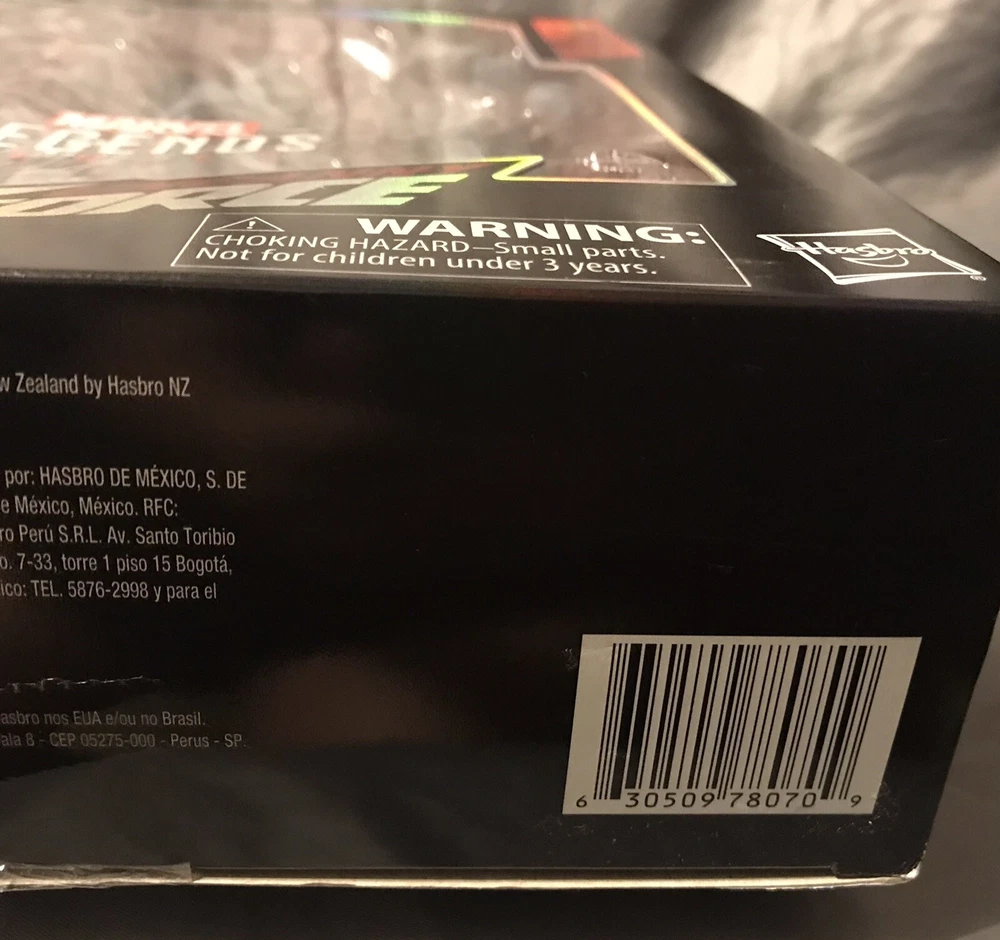 MARVEL
EGENDS
FORCE
WARNING:
CHOKING HAZARD—Small parts.
Not for children under 3 years.
Hasbro
w Zealand by Hasbro NZ
por: HASBRO DE MÉXICO, S. DE
e México, México. RFC:
ro Perú S.R.L. Av. Santo Toribio
o. 7-33, torre 1 piso 15 Bogotá,
ico: TEL. 5876-2998 y para el
asbro nos EUA e/ou no Brasil.
ala 8 - CEP 05275-000 - Perus - SP.
6 30509 78070 9